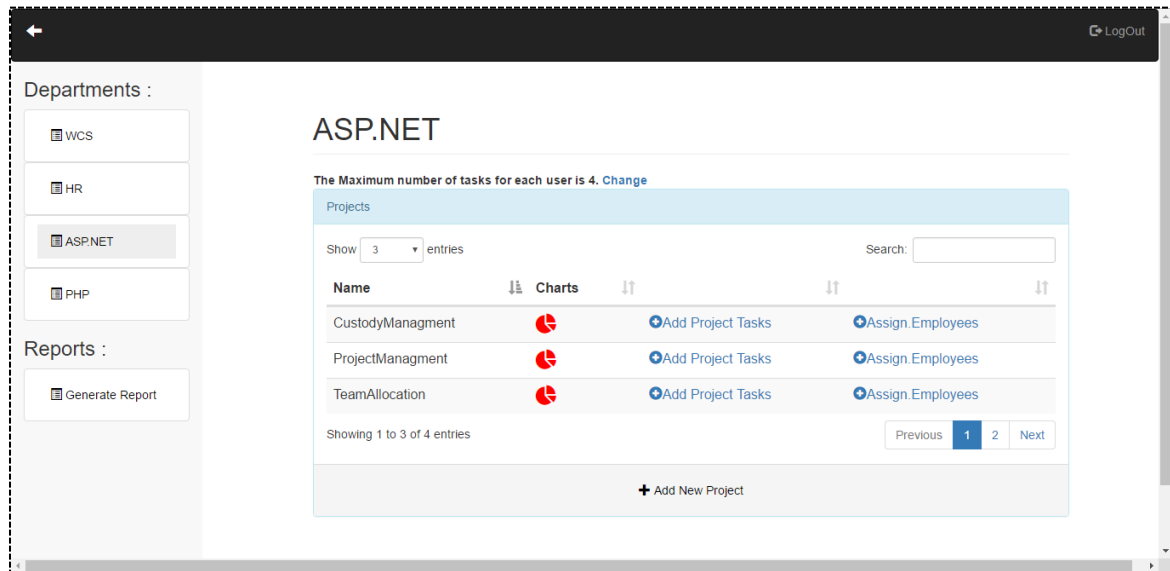 LogOut
Departments :
WCS
HR
ASP.NET
PHP
Reports :
Generate Report
ASP.NET
The Maximum number of tasks for each user is 4. Change
Projects
Show 3 entries
Search:
Name Charts
CustodyManagment Add Project Tasks Assign.Employees
ProjectManagment Add Project Tasks Assign.Employees
TeamAllocation Add Project Tasks Assign.Employees
Showing 1 to 3 of 4 entries
Previous 1 2 Next
Add New Project